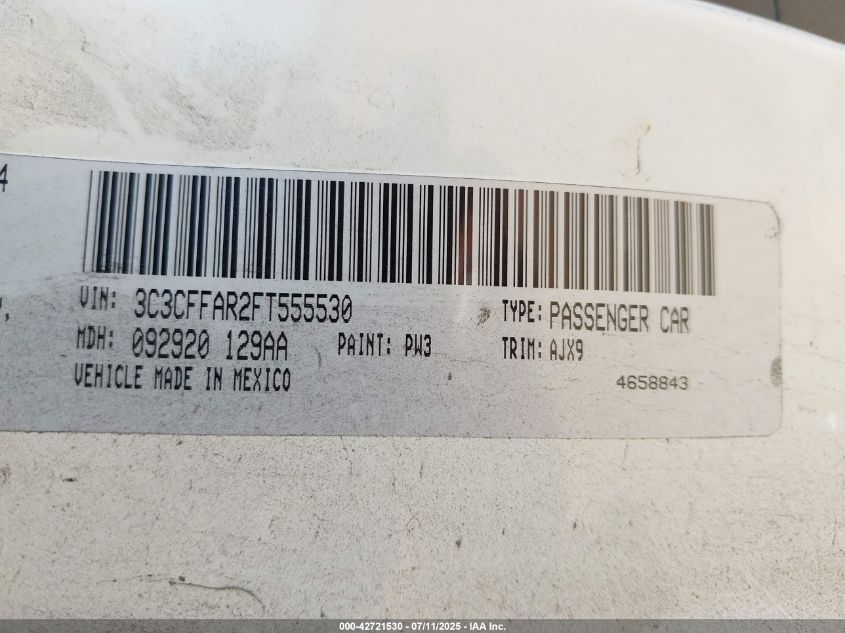 4
VIN: 3C3CFFAR2FT555530 TYPE: PASSENGER CAR
MDH: 092920 129AA PAINT: PW3 TRIM: AJX9
VEHICLE MADE IN MEXICO 4658843
000-42721530 - 07/11/2025 - IAA Inc.